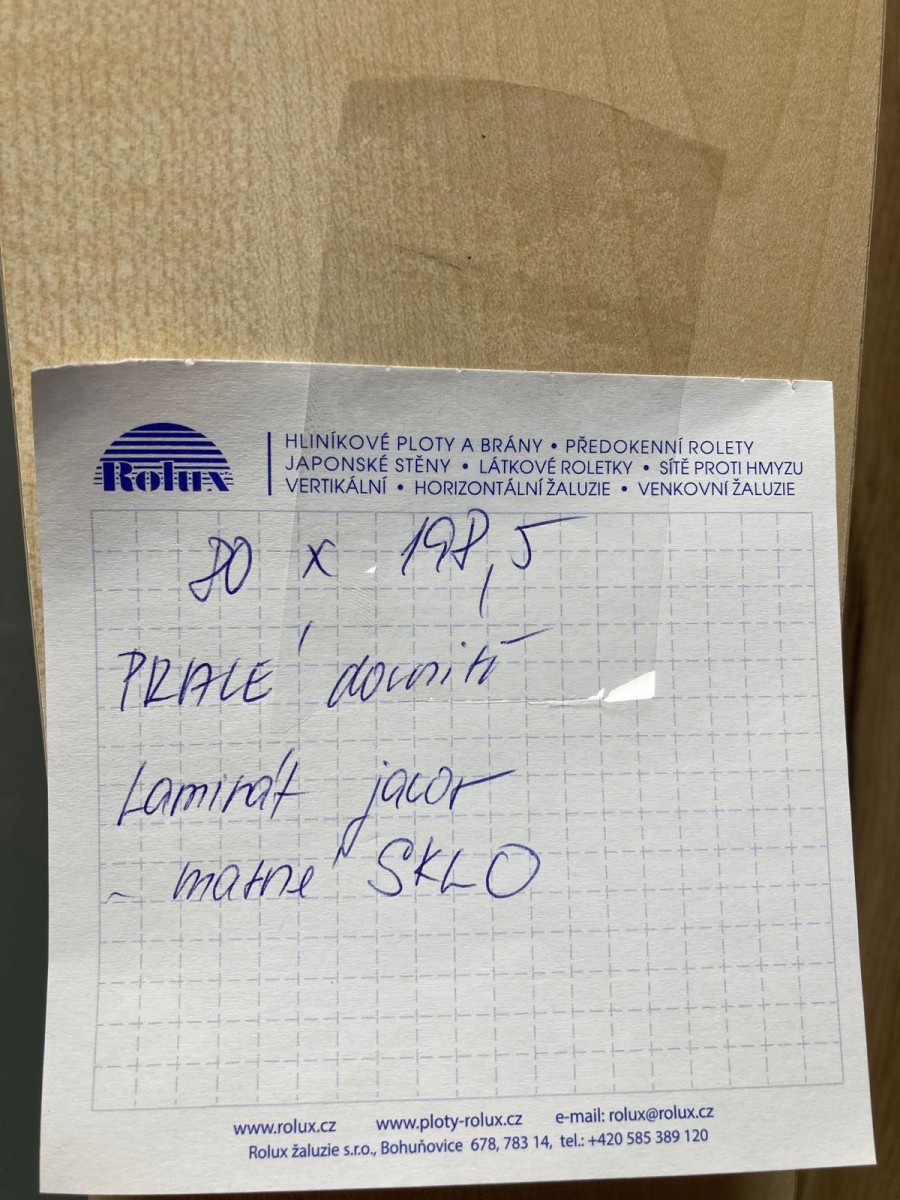 Rolux
HLINÍKOVÉ PLOTY A BRÁNY • PŘEDOKENNÍ ROLETY
JAPONSKÉ STĚNY • LÁTKOVÉ ROLETKY • SÍTĚ PROTI HMYZU
VERTIKÁLNÍ • HORIZONTÁLNÍ ŽALUZIE • VENKOVNÍ ŽALUZIE
80 x 198,5
PRAVÉ dovnitř
Laminát javor
~ matné SKLO
www.rolux.cz www.ploty-rolux.cz e-mail: rolux@rolux.cz
Rolux žaluzie s.r.o., Bohuňovice 678, 783 14, tel.: +420 585 389 120